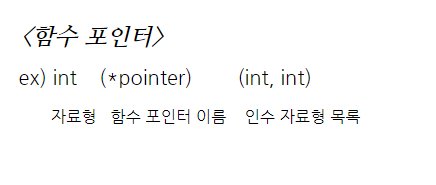 <함수 포인터>
ex) int (*pointer) (int, int)
자료형 함수 포인터 이름 인수 자료형 목록